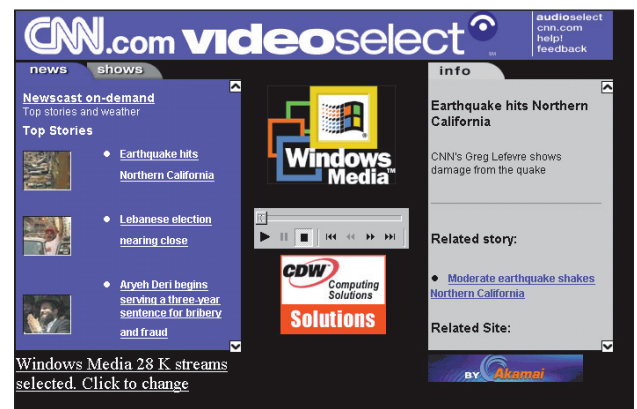 CNN.com videoselect
audioselect
cnn.com
help!
feedback
news shows
Newscast on-demand
Top stories and weather
Top Stories
Earthquake hits
Northern California
Lebanese election
nearing close
Aryeh Deri begins
serving a three-year
sentence for bribery
and fraud
Windows Media 28 K streams
selected. Click to change
Windows
Media
CDW Computing
Solutions
Solutions
info
Earthquake hits Northern
California
CNN's Greg Lefevre shows
damage from the quake
Related story:
Moderate earthquake shakes
Northern California
Related Site:
BY Akamai